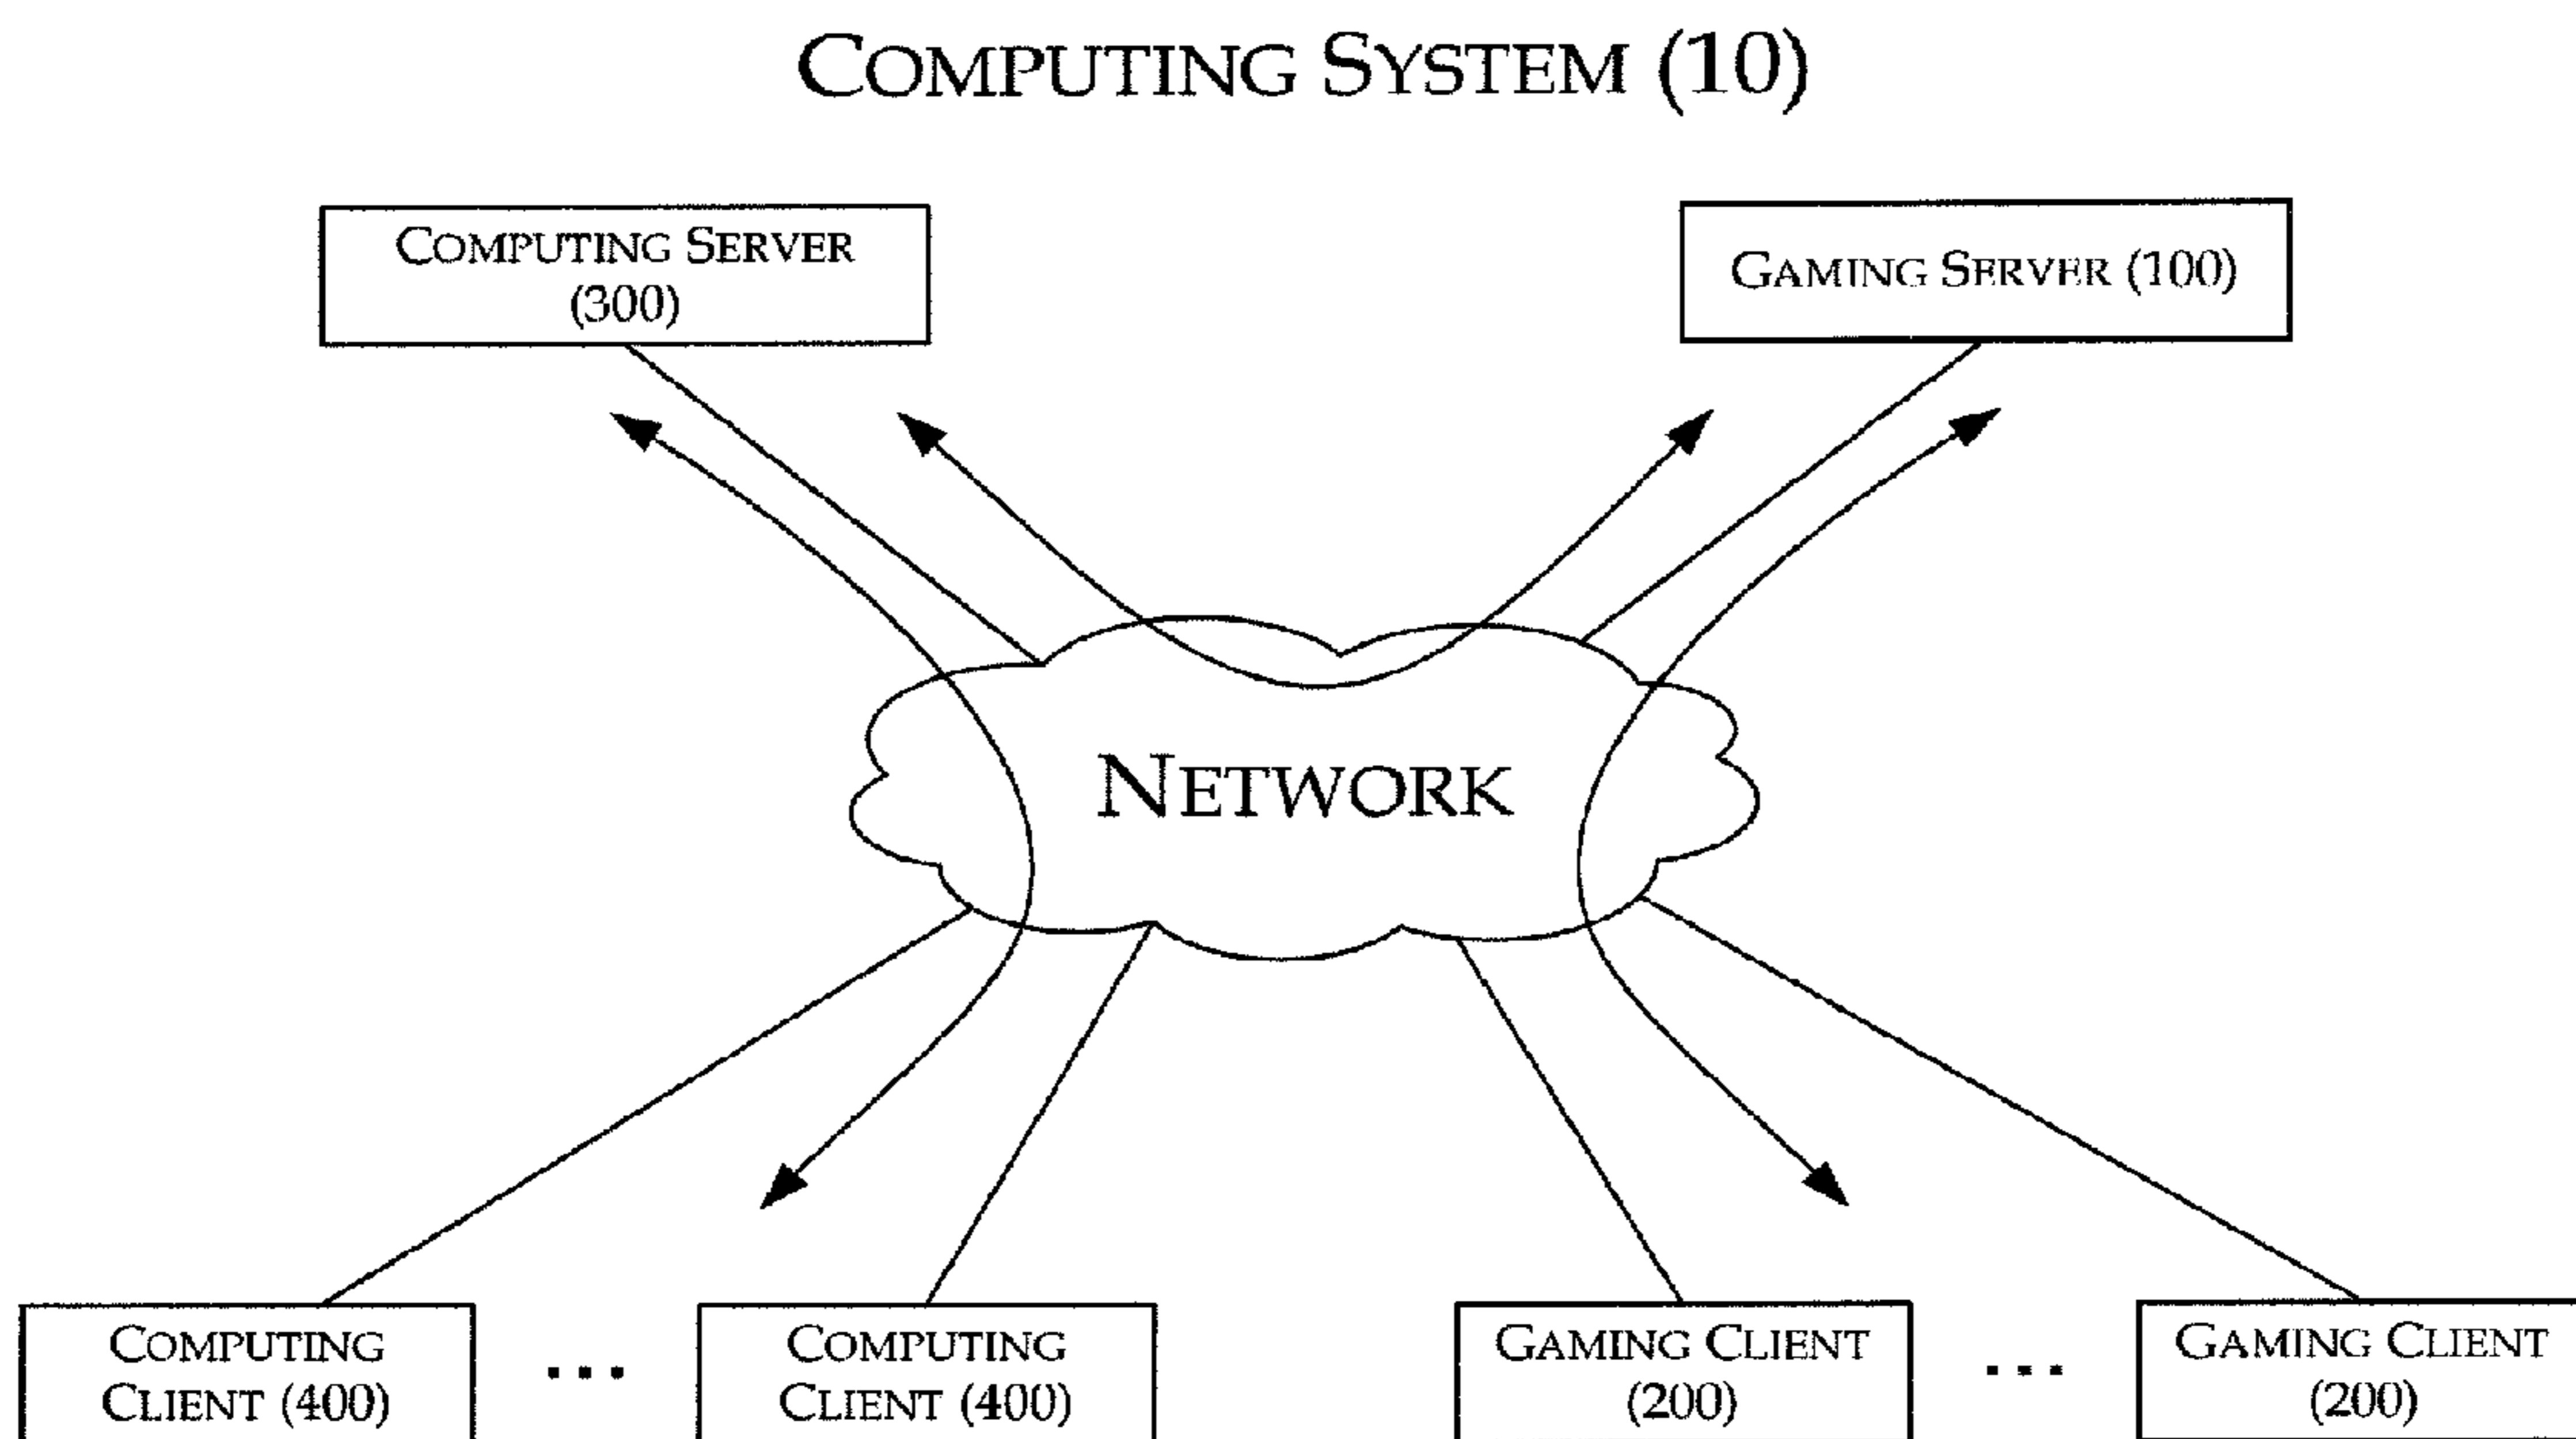 COMPUTING SYSTEM (10)
COMPUTING SERVER
(300)
GAMING SERVER (100)
NETWORK
COMPUTING
CLIENT (400)
...
COMPUTING
CLIENT (400)
GAMING CLIENT
(200)
...
GAMING CLIENT
(200)